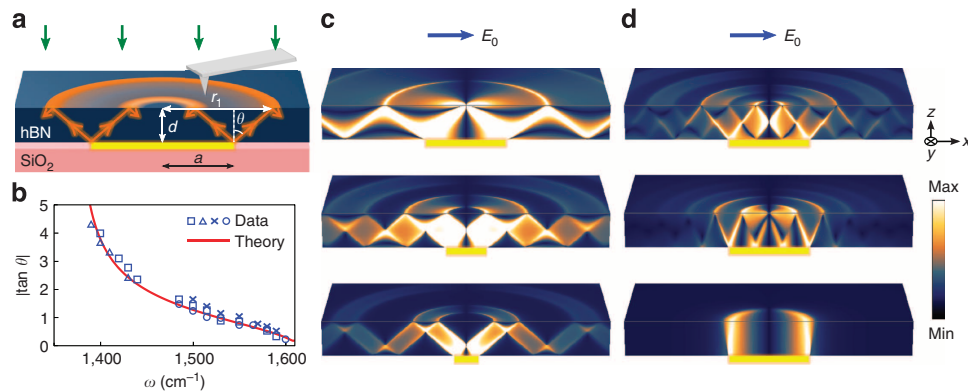 a
r₁
d
θ
hBN
a
SiO₂
b
5
4
3
2
1
0
|tan θ|
Data
Theory
1,400
1,500
1,600
ω (cm⁻¹)
c
E₀
d
E₀
z
x
y
Max
Min